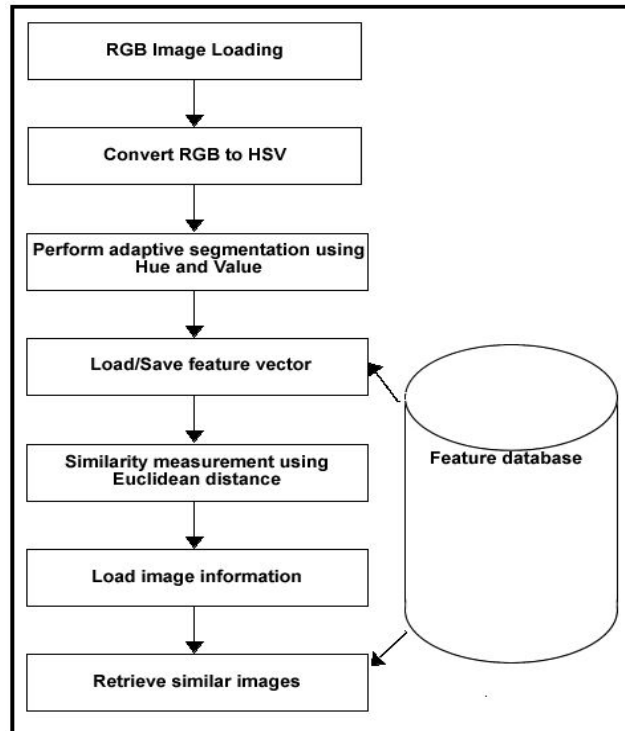 RGB Image Loading
Convert RGB to HSV
Perform adaptive segmentation using
Hue and Value
Load/Save feature vector
Similarity measurement using
Euclidean distance
Feature database
Load image information
Retrieve similar images